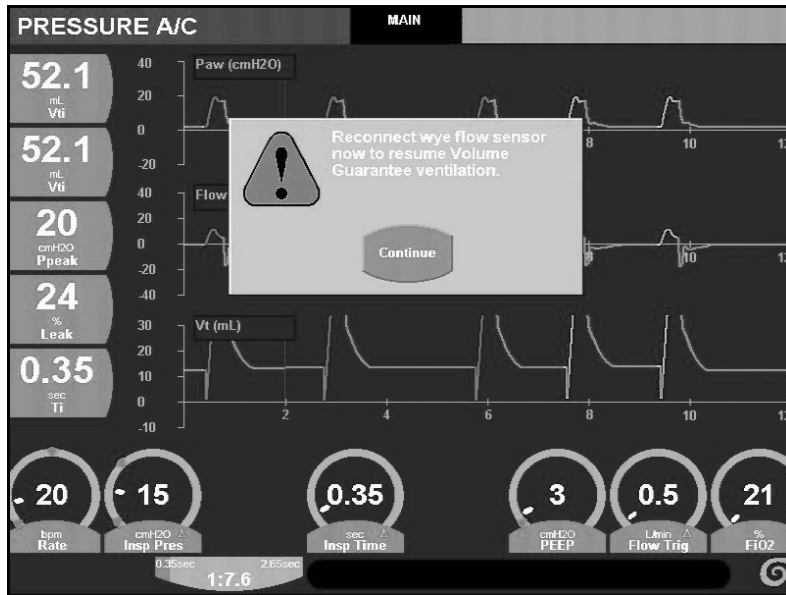 PRESSURE A/C
MAIN
52.1
mL
Vti
52.1
mL
Vti
20
cmH2O
Ppeak
24
%
Leak
0.35
sec
Ti
Paw (cmH2O)
40
20
0
-20
8
10
12
Reconnect wye flow sensor
now to resume Volume
Guarantee ventilation.
Continue
Flow
40
20
0
-20
-40
8
10
Vt (mL)
30
20
10
0
-10
2
4
6
8
10
20
bpm
Rate
15
cmH2O
Insp Pres
0.35
sec
Insp Time
3
cmH2O
PEEP
0.5
L/min
Flow Trig
21
%
FiO2
0.35sec
2.65sec
1:7.6